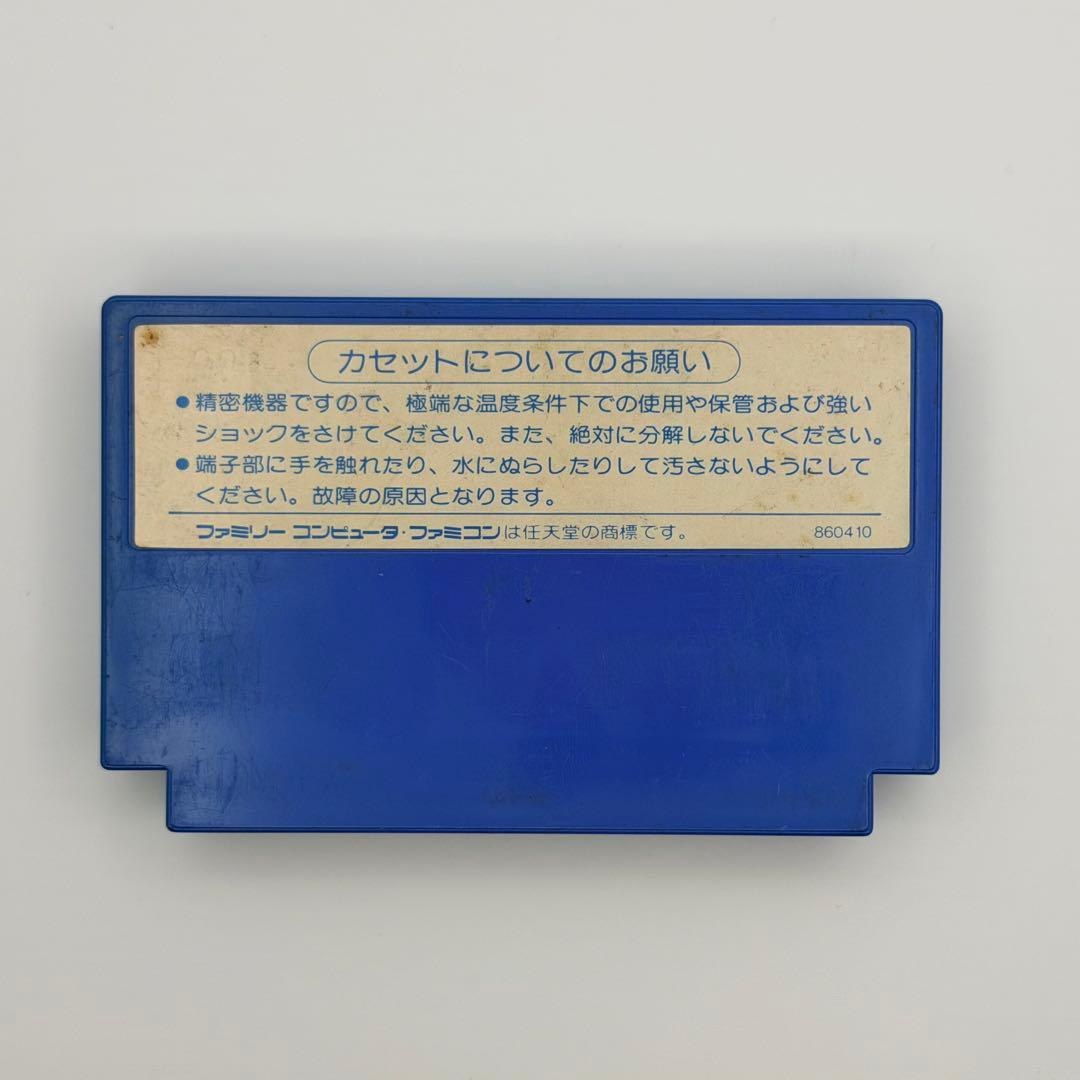 カセットについてのお願い
●精密機器ですので、極端な温度条件下での使用や保管および強い
ショックをさけてください。また、絶対に分解しないでください。
●端子部に手を触れたり、水にぬらしたりして汚さないようにして
ください。故障の原因となります。
ファミリー コンピュータ・ファミコンは任天堂の商標です。 860410